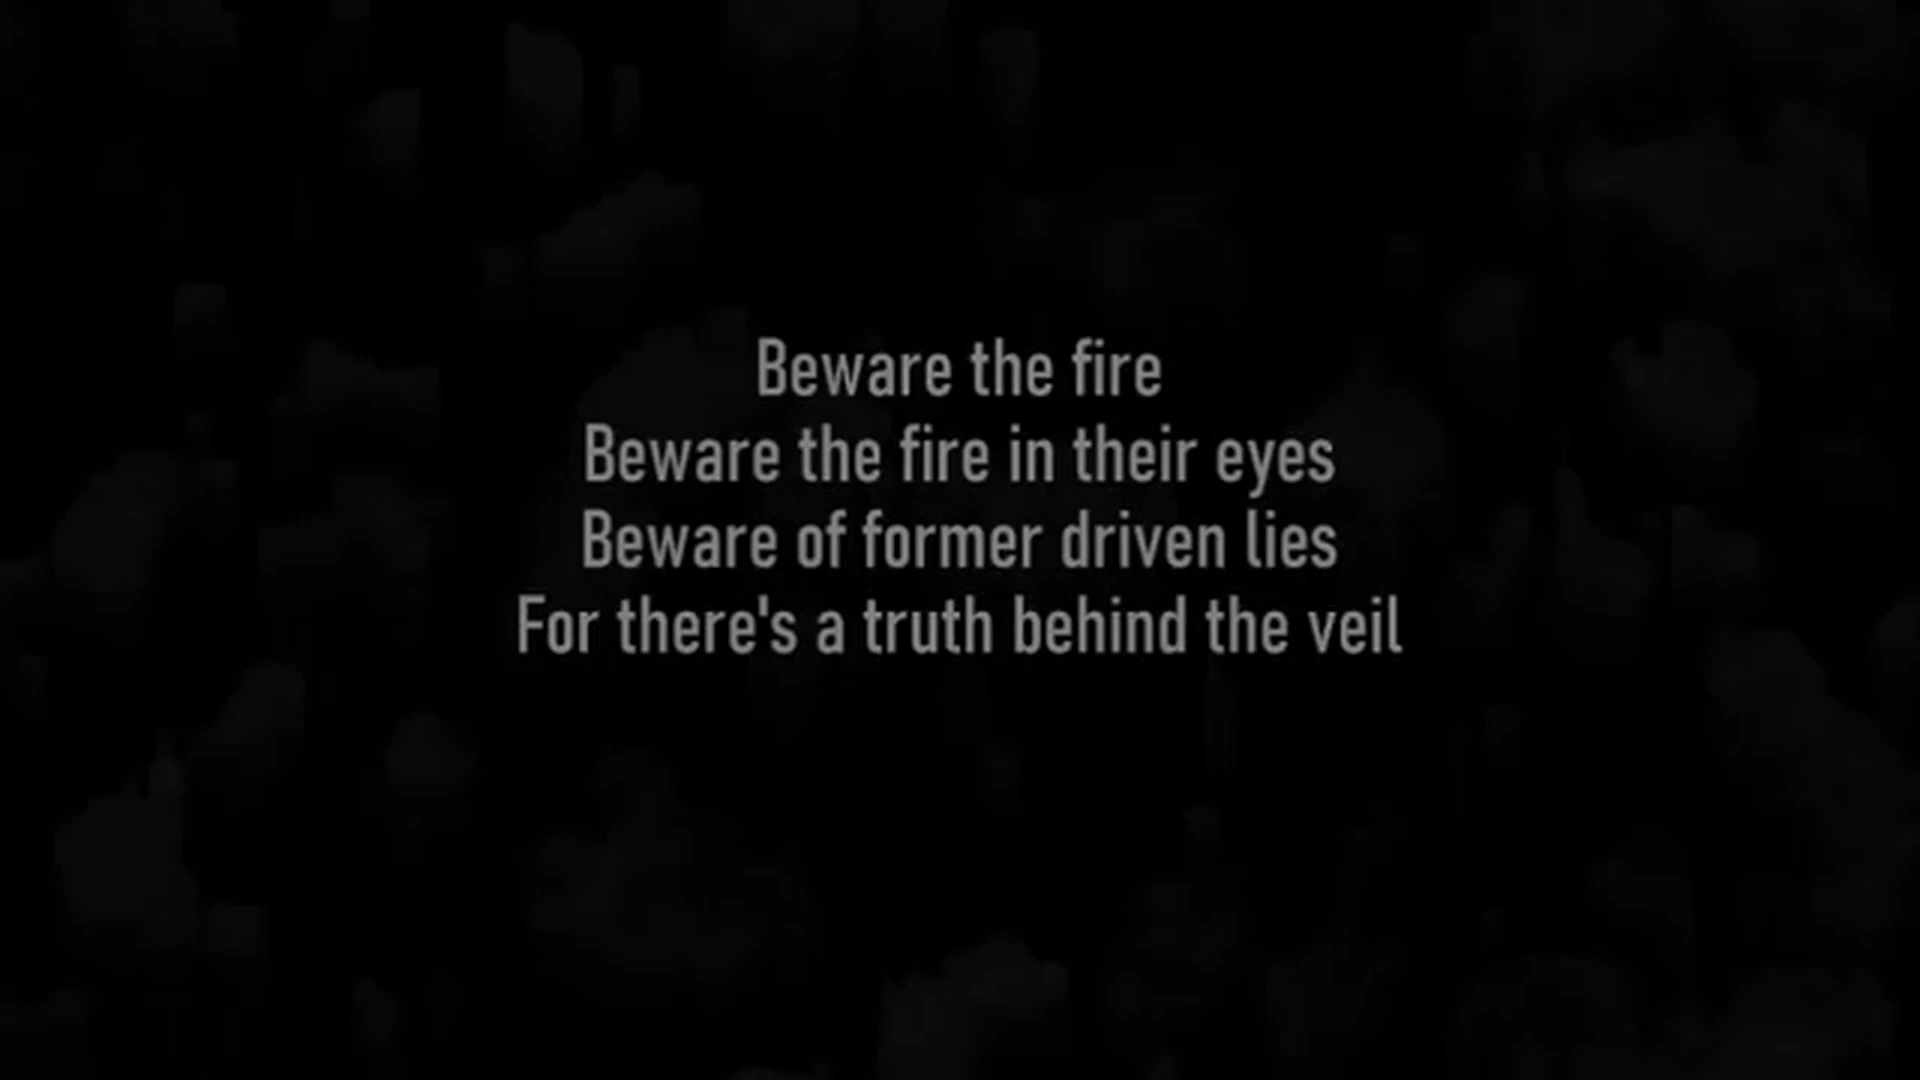 Beware the fire
Beware the fire in their eyes
Beware of former driven lies
For there's a truth behind the veil